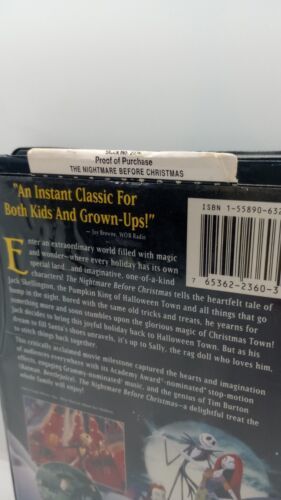 Proof of Purchase
THE NIGHTMARE BEFORE CHRISTMAS
"An Instant Classic For
Both Kids And Grown-Ups!"
— Joy Browne, WOR Radio
ISBN 1-55890-632
7 65362-2360-3
Enter an extraordinary world filled with magic
and wonder—where every holiday has its own
special land...and imaginative, one-of-a-kind
characters! The Nightmare Before Christmas tells the heartfelt tale of
Jack Skellington, the Pumpkin King of Halloween Town and all things that go
bump in the night. Bored with the same old tricks and treats, he yearns for
something more and soon stumbles upon the glorious magic of Christmas Town!
Jack decides to bring this joyful holiday back to Halloween Town. But as his
dream to fill Santa's shoes unravels, it's up to Sally, the rag doll who loves him,
to stitch things back together.
This critically acclaimed movie milestone captured the hearts and imagination
of audiences everywhere with its Academy Award®-nominated stop-motion
effects, engaging Grammy-nominated music, and the genius of Tim Burton
(Batman, Beetlejuice). The Nightmare Before Christmas—a delightful treat the
whole family will enjoy!